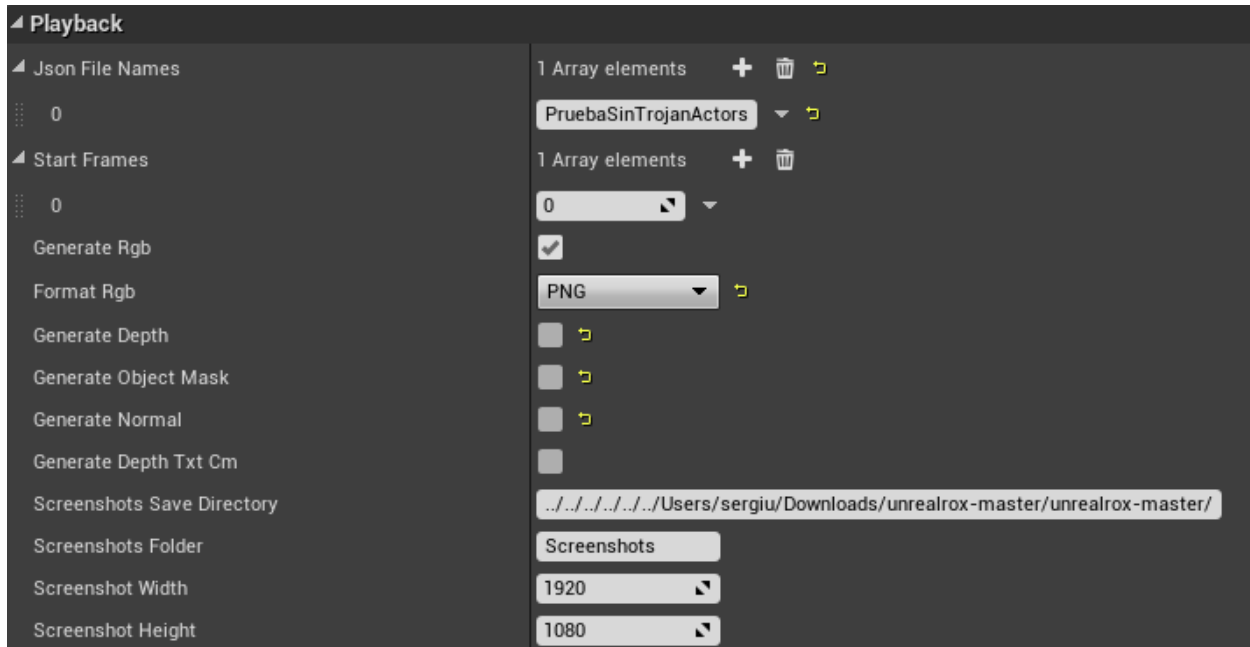 Playback
Json File Names 1 Array elements
0 PruebaSinTrojanActors
Start Frames 1 Array elements
0 0
Generate Rgb
Format Rgb PNG
Generate Depth
Generate Object Mask
Generate Normal
Generate Depth Txt Cm
Screenshots Save Directory ../../../../../../Users/sergiu/Downloads/unrealrox-master/unrealrox-master/
Screenshots Folder Screenshots
Screenshot Width 1920
Screenshot Height 1080